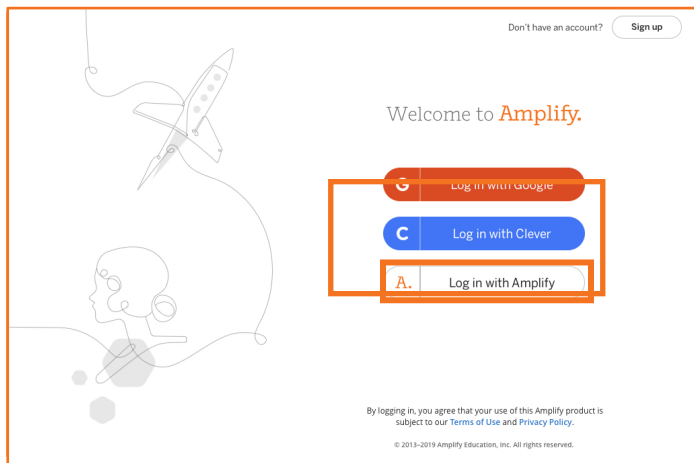 Don't have an account? Sign up
Welcome to Amplify.
G Log in with Google
C Log in with Clever
A. Log in with Amplify
By logging in, you agree that your use of this Amplify product is
subject to our Terms of Use and Privacy Policy.
© 2013–2019 Amplify Education, Inc. All rights reserved.